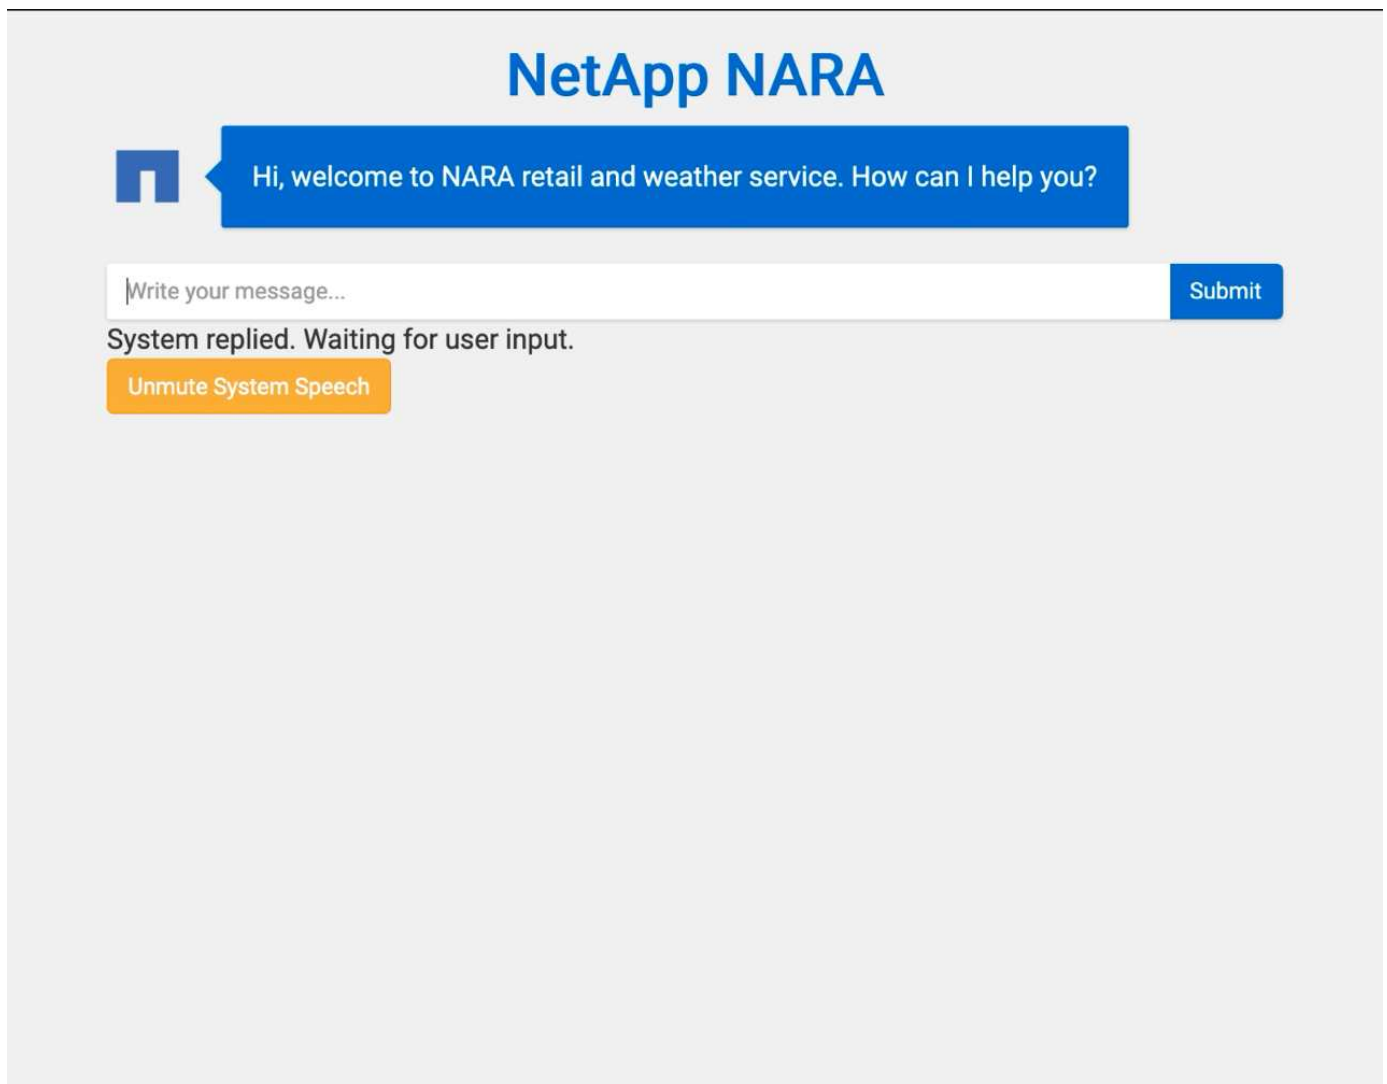 NetApp NARA
Hi, welcome to NARA retail and weather service. How can I help you?
Write your message...
Submit
System replied. Waiting for user input.
Unmute System Speech